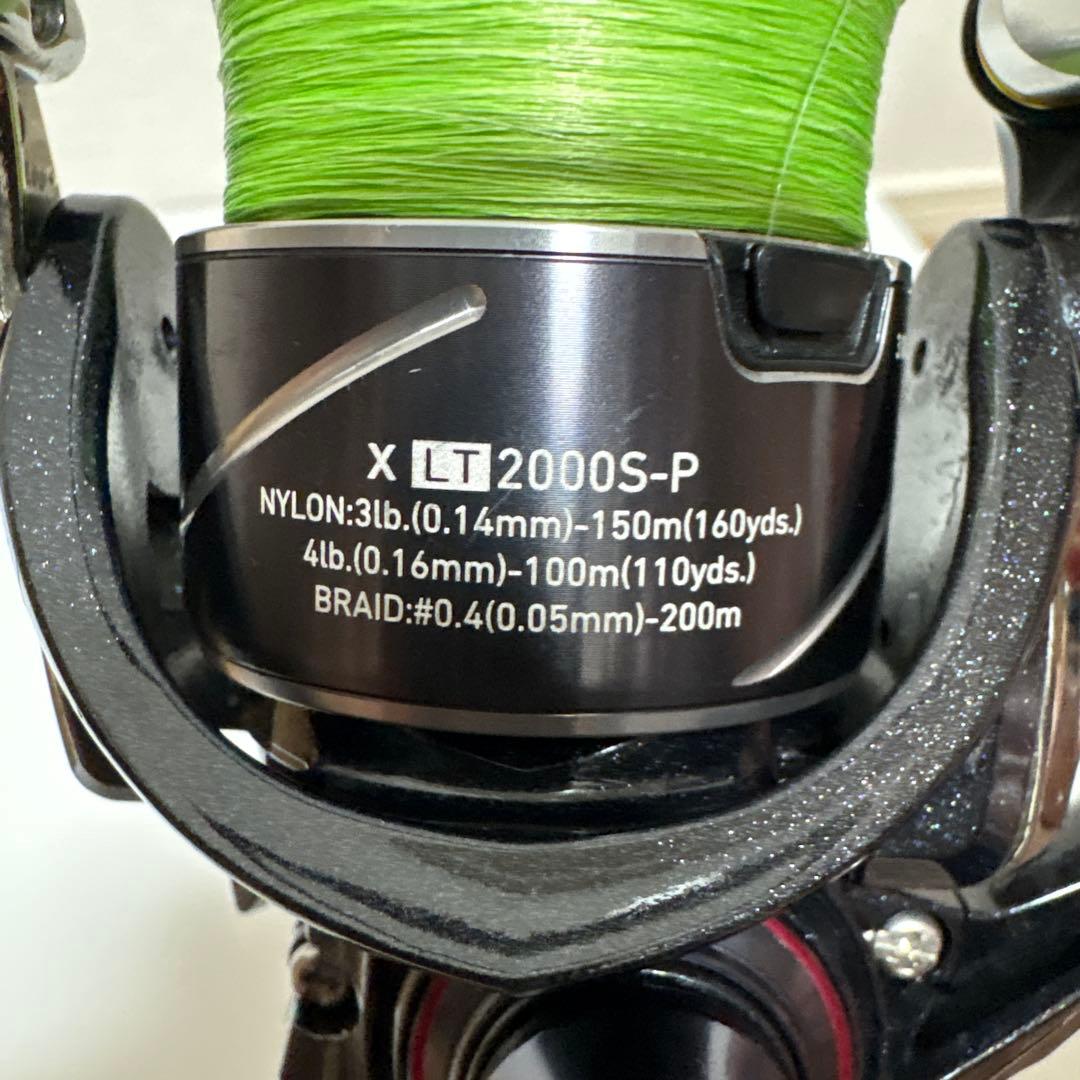 X LT 2000S-P
NYLON:3lb.(0.14mm)-150m(160yds.)
4lb.(0.16mm)-100m(110yds.)
BRAID:#0.4(0.05mm)-200m